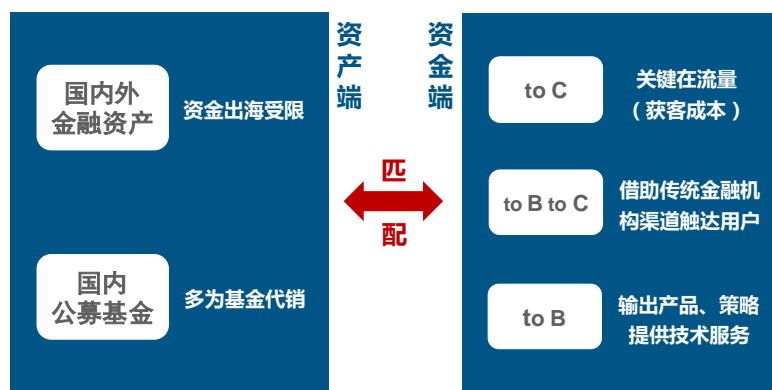 资产端
国内外
金融资产
资金出海受限
国内
公募基金
多为基金代销
匹
配
资金端
to C
关键在流量
（获客成本）
to B to C
借助传统金融机
构渠道触达用户
to B
输出产品、策略
提供技术服务